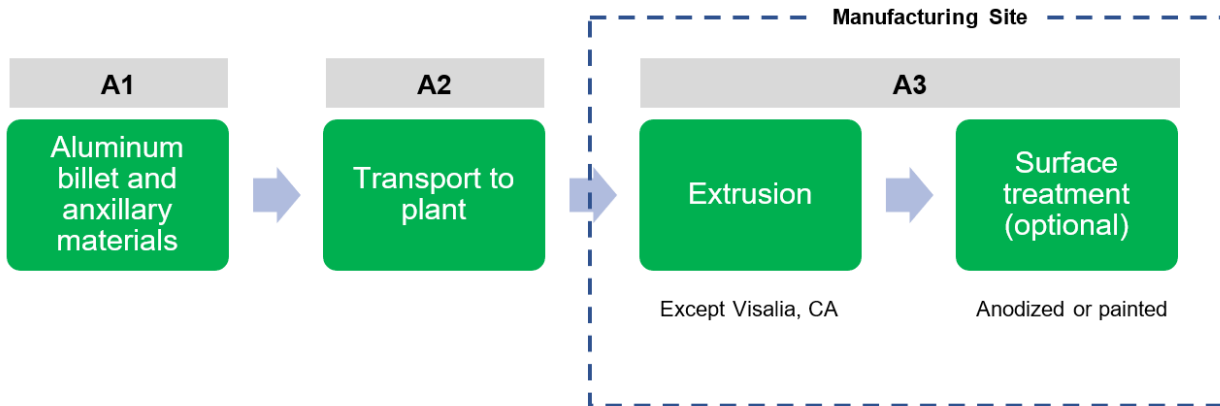 Manufacturing Site
A1
A2
A3
Aluminum
billet and
anxillary
materials
Transport to
plant
Extrusion
Surface
treatment
(optional)
Except Visalia, CA
Anodized or painted